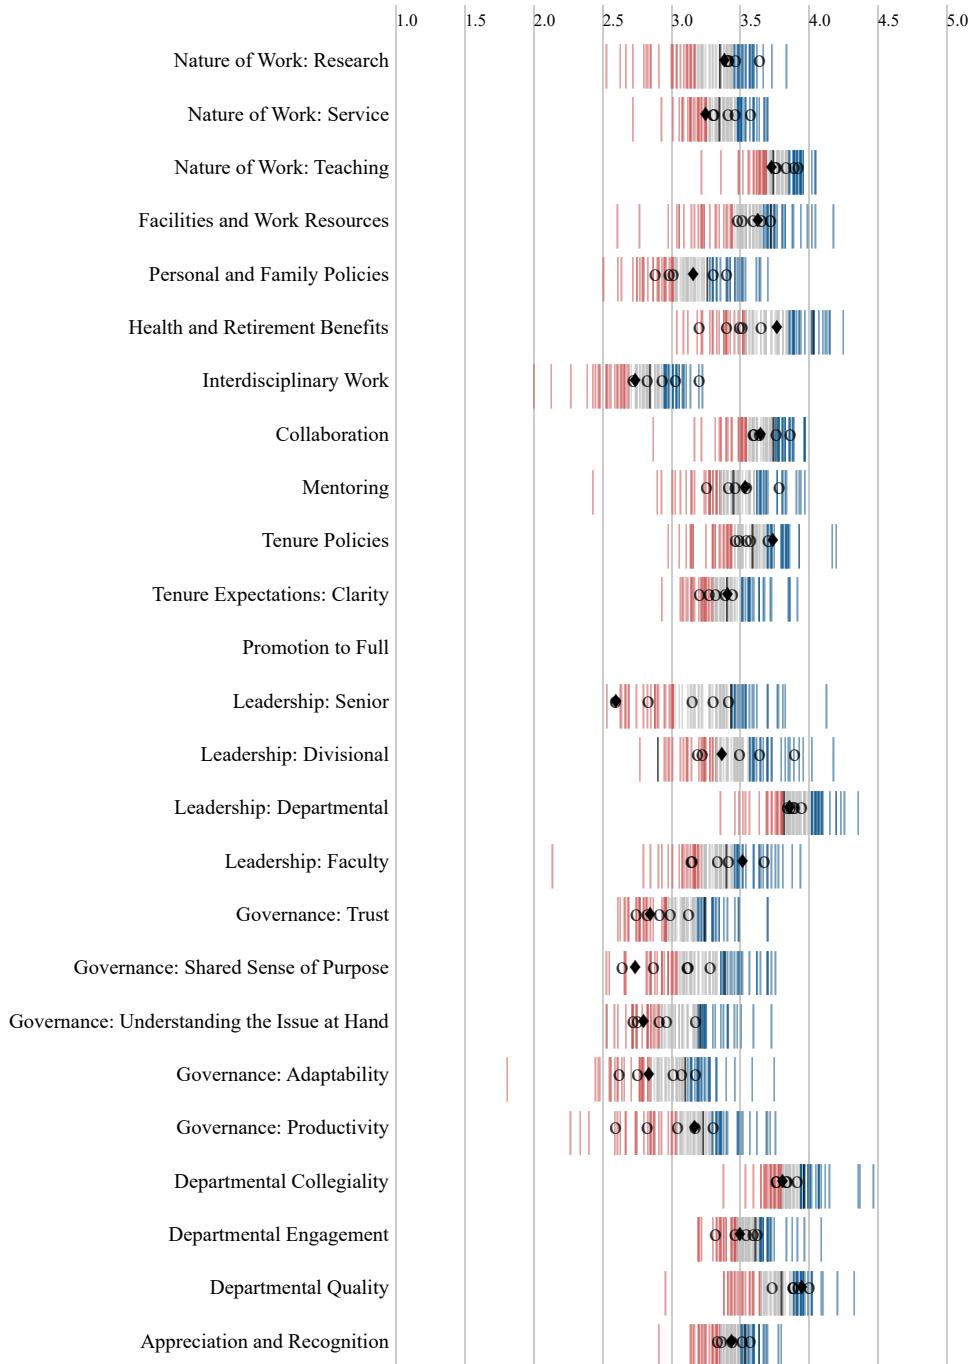 1.0 1.5 2.0 2.5 3.0 3.5 4.0 4.5 5.0
Nature of Work: Research
Nature of Work: Service
Nature of Work: Teaching
Facilities and Work Resources
Personal and Family Policies
Health and Retirement Benefits
Interdisciplinary Work
Collaboration
Mentoring
Tenure Policies
Tenure Expectations: Clarity
Promotion to Full
Leadership: Senior
Leadership: Divisional
Leadership: Departmental
Leadership: Faculty
Governance: Trust
Governance: Shared Sense of Purpose
Governance: Understanding the Issue at Hand
Governance: Adaptability
Governance: Productivity
Departmental Collegiality
Departmental Engagement
Departmental Quality
Appreciation and Recognition